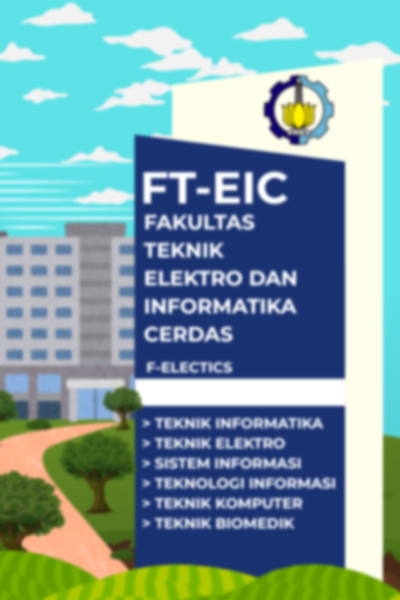 FT-EIC
FAKULTAS
TEKNIK
ELEKTRO DAN
INFORMATIKA
CERDAS
F-ELECTICS
> TEKNIK INFORMATIKA
> TEKNIK ELEKTRO
> SISTEM INFORMASI
> TEKNOLOGI INFORMASI
> TEKNIK KOMPUTER
> TEKNIK BIOMEDIK